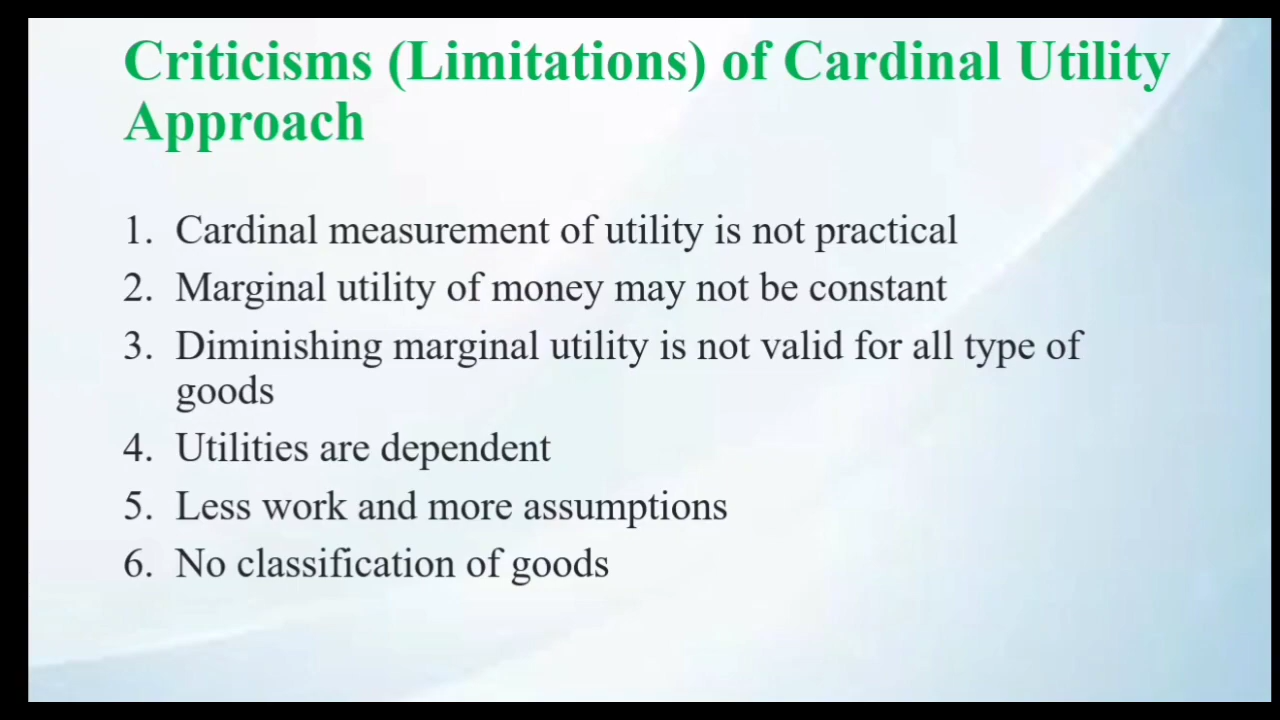 Criticisms (Limitations) of Cardinal Utility
Approach
1. Cardinal measurement of utility is not practical
2. Marginal utility of money may not be constant
3. Diminishing marginal utility is not valid for all type of
goods
4. Utilities are dependent
5. Less work and more assumptions
6. No classification of goods